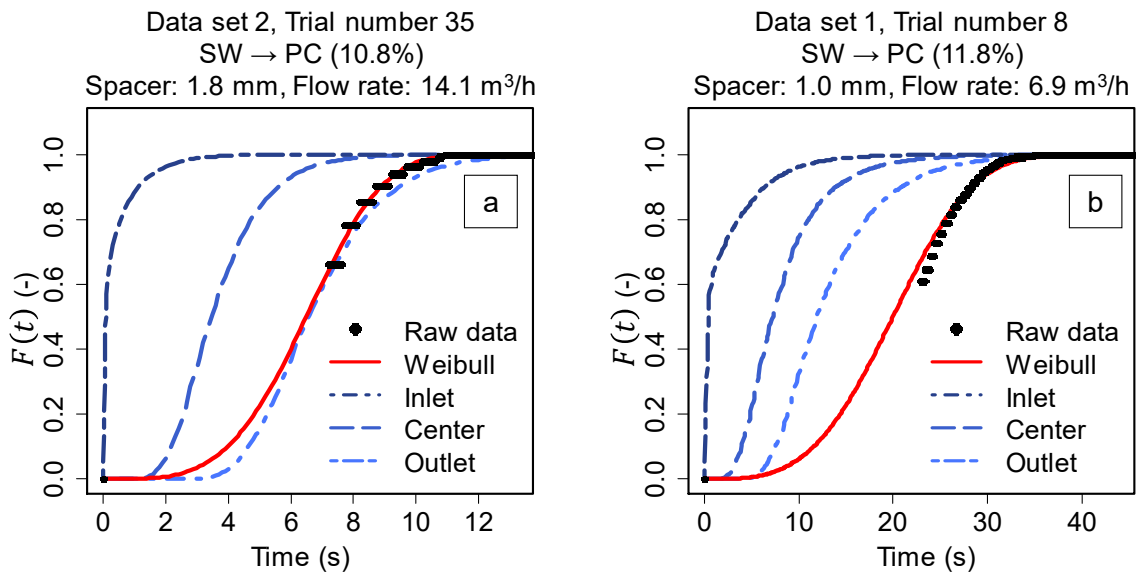 Data set 2, Trial number 35
SW → PC (10.8%)
Spacer: 1.8 mm, Flow rate: 14.1 m³/h
F(t) (-)
1.0
0.8
0.6
0.4
0.2
0.0
a
Raw data
Weibull
Inlet
Center
Outlet
0 2 4 6 8 10 12
Time (s)
Data set 1, Trial number 8
SW → PC (11.8%)
Spacer: 1.0 mm, Flow rate: 6.9 m³/h
F(t) (-)
1.0
0.8
0.6
0.4
0.2
0.0
b
Raw data
Weibull
Inlet
Center
Outlet
0 10 20 30 40
Time (s)